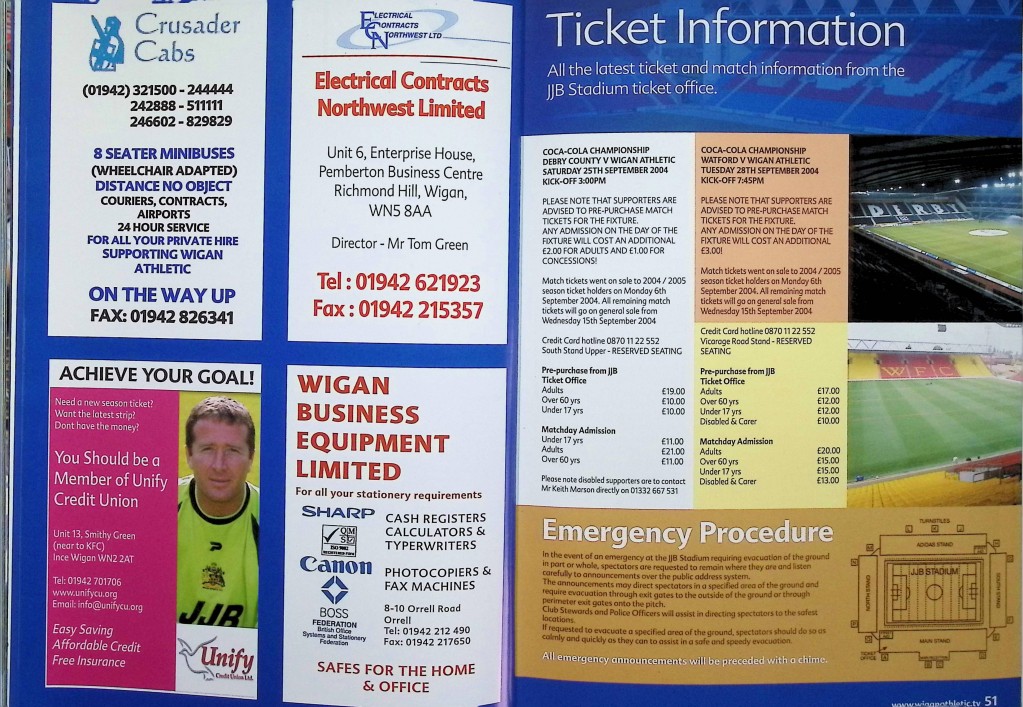 Crusader
Cabs
(01942) 321500 - 244444
242888 - 511111
246602 - 829829
8 SEATER MINIBUSES
(WHEELCHAIR ADAPTED)
DISTANCE NO OBJECT
COURIERS, CONTRACTS,
AIRPORTS
24 HOUR SERVICE
FOR ALL YOUR PRIVATE HIRE
SUPPORTING WIGAN
ATHLETIC
ON THE WAY UP
FAX: 01942 826341
ELECTRICAL
CONTRACTS
NORTHWEST LTD
Electrical Contracts
Northwest Limited
Unit 6, Enterprise House,
Pemberton Business Centre
Richmond Hill, Wigan,
WN5 8AA
Director - Mr Tom Green
Tel : 01942 621923
Fax : 01942 215357
ACHIEVE YOUR GOAL!
Need a new season ticket?
Want the latest strip?
Dont have the money?
You Should be a
Member of Unify
Credit Union
Unit 13, Smithy Green
(near to KFC)
Ince Wigan WN2 2AT
Tel: 01942 701706
www.unifycu.org
Email: info@unifycu.org
Easy Saving
Affordable Credit
Free Insurance
JJB
Unify
Credit Union Ltd.
WIGAN
BUSINESS
EQUIPMENT
LIMITED
For all your stationery requirements
SHARP
CASH REGISTERS
CALCULATORS &
TYPEWRITERS
Canon
PHOTOCOPIERS &
FAX MACHINES
BOSS
FEDERATION
British Office
Systems and Stationery
Federation
8-10 Orrell Road
Orrell
Tel: 01942 212 490
Fax: 01942 217650
SAFES FOR THE HOME
& OFFICE
Ticket Information
All the latest ticket and match information from the
JJB Stadium ticket office.
COCA-COLA CHAMPIONSHIP
DEBRY COUNTY V WIGAN ATHLETIC
SATURDAY 25TH SEPTEMBER 2004
KICK-OFF 3:00PM
PLEASE NOTE THAT SUPPORTERS ARE
ADVISED TO PRE-PURCHASE MATCH
TICKETS FOR THE FIXTURE.
ANY ADMISSION ON THE DAY OF THE
FIXTURE WILL COST AN ADDITIONAL
£2.00 FOR ADULTS AND £1.00 FOR
CONCESSIONS!
Match tickets went on sale to 2004 / 2005
season ticket holders on Monday 6th
September 2004. All remaining match
tickets will go on general sale from
Wednesday 15th September 2004
Credit Card hotline 0870 11 22 552
South Stand Upper - RESERVED SEATING
Pre-purchase from JJB
Ticket Office
Adults £19.00
Over 60 yrs £10.00
Under 17 yrs £10.00
Matchday Admission
Under 17 yrs £11.00
Adults £21.00
Over 60 yrs £11.00
Please note disabled supporters are to contact
Mr Keith Marson directly on 01332 667 531
COCA-COLA CHAMPIONSHIP
WATFORD V WIGAN ATHLETIC
TUESDAY 28TH SEPTEMBER 2004
KICK-OFF 7:45PM
PLEASE NOTE THAT SUPPORTERS ARE
ADVISED TO PRE-PURCHASE MATCH
TICKETS FOR THE FIXTURE.
ANY ADMISSION ON THE DAY OF THE
FIXTURE WILL COST AN ADDITIONAL
£3.00!
Match tickets went on sale to 2004 / 2005
season ticket holders on Monday 6th
September 2004. All remaining match
tickets will go on general sale from
Wednesday 15th September 2004
Credit Card hotline 0870 11 22 552
Vicarage Road Stand - RESERVED
SEATING
Pre-purchase from JJB
Ticket Office
Adults £17.00
Over 60 yrs £12.00
Under 17 yrs £12.00
Disabled & Carer £10.00
Matchday Admission
Adults £20.00
Over 60 yrs £15.00
Under 17 yrs £15.00
Disabled & Carer £13.00
DERBY
WFC
Emergency Procedure
In the event of an emergency at the JJB Stadium requiring evacuation of the ground
in part or whole, spectators are requested to remain where they are and listen
carefully to announcements over the public address system.
The announcements may direct spectators in a specified area of the ground and
require evacuation through exit gates to the outside of the ground or through
perimeter exit gates onto the pitch.
Club Stewards and Police Officers will assist in directing spectators to the safest
locations.
If requested to evacuate a specified area of the ground, spectators should do so as
calmly and quickly as they can to assist in a safe and speedy evacuation.
All emergency announcements will be preceded with a chime.
TURNSTILES
ADIDAS STAND
NORTH STAND
JJB STADIUM
SOUTH STAND
MAIN STAND
TICKET
OFFICE
www.wiganathletic.tv 51